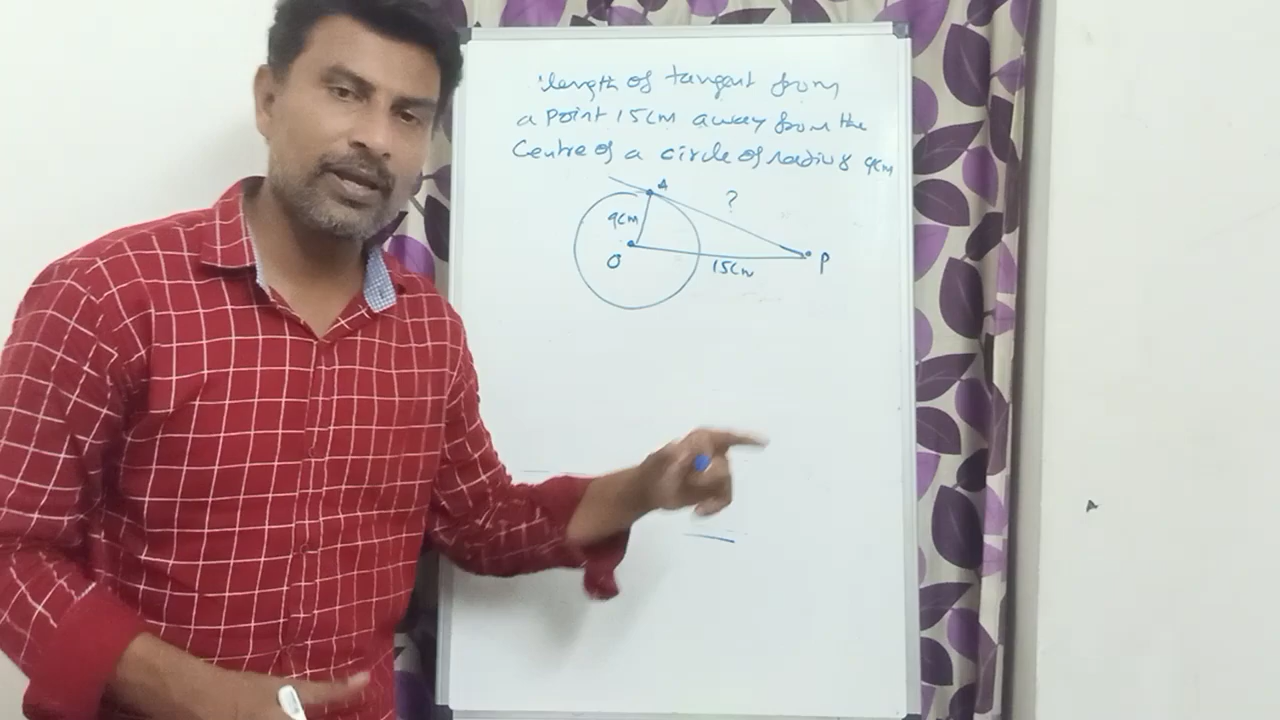 length of tangent from
a point 15cm away from the
centre of a circle of radius 9cm
A
?
9cm
O
15cm
P